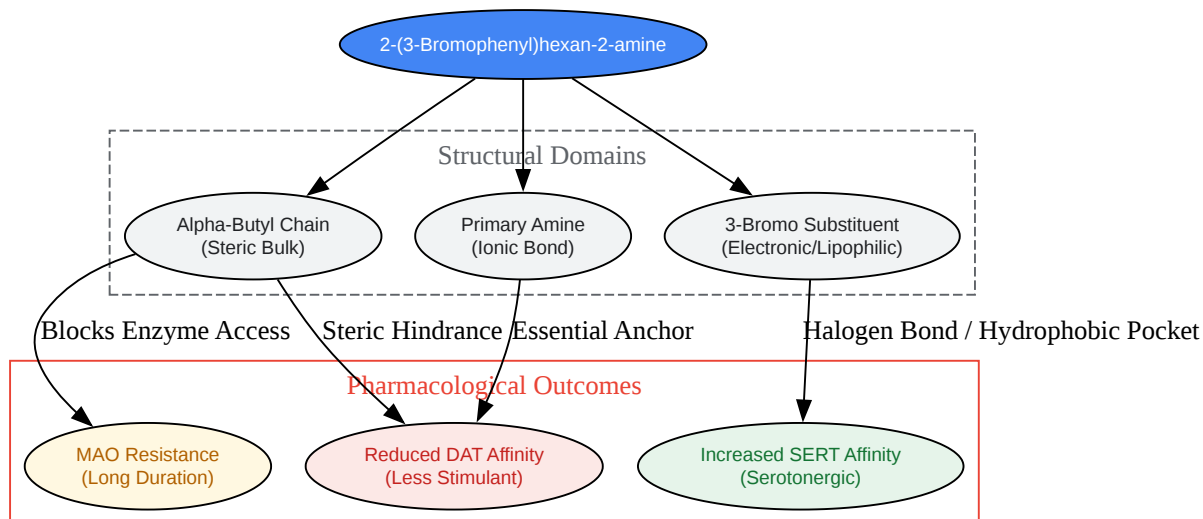 2-(3-Bromophenyl)hexan-2-amine
Structural Domains
Alpha-Butyl Chain
(Steric Bulk)
Primary Amine
(Ionic Bond)
3-Bromo Substituent
(Electronic/Lipophilic)
Blocks Enzyme Access
Steric Hindrance
Essential Anchor
Halogen Bond / Hydrophobic Pocket
Pharmacological Outcomes
MAO Resistance
(Long Duration)
Reduced DAT Affinity
(Less Stimulant)
Increased SERT Affinity
(Serotonergic)